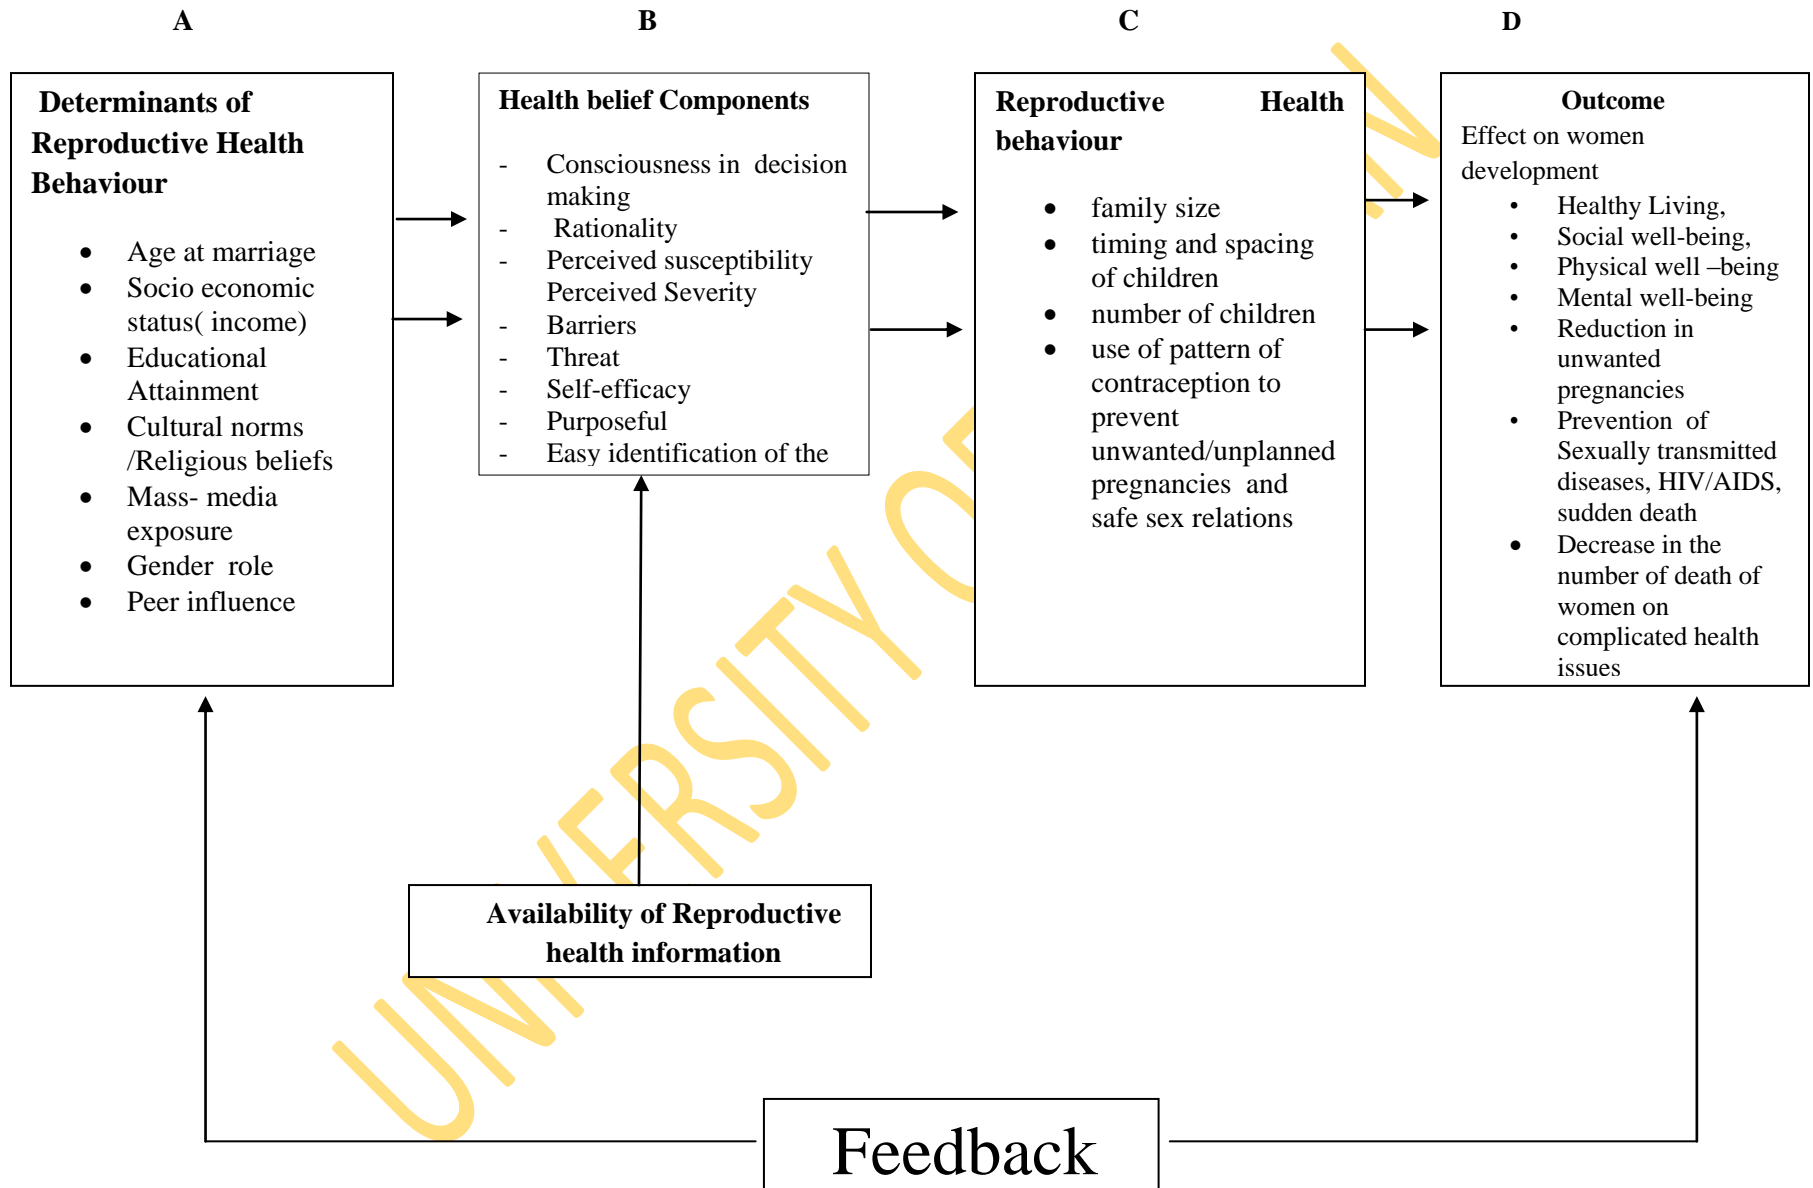 A
B
C
D
Determinants of
Reproductive Health
Behaviour
• Age at marriage
• Socio economic
status( income)
• Educational
Attainment
• Cultural norms
/Religious beliefs
• Mass- media
exposure
• Gender role
• Peer influence
Health belief Components
- Consciousness in decision
making
- Rationality
- Perceived susceptibility
Perceived Severity
- Barriers
- Threat
- Self-efficacy
- Purposeful
- Easy identification of the
Reproductive Health
behaviour
• family size
• timing and spacing
of children
• number of children
• use of pattern of
contraception to
prevent
unwanted/unplanned
pregnancies and
safe sex relations
Outcome
Effect on women
development
• Healthy Living,
• Social well-being,
• Physical well –being
• Mental well-being
• Reduction in
unwanted
pregnancies
• Prevention of
Sexually transmitted
diseases, HIV/AIDS,
sudden death
• Decrease in the
number of death of
women on
complicated health
issues
Availability of Reproductive
health information
Feedback
UNIVERSITY OF